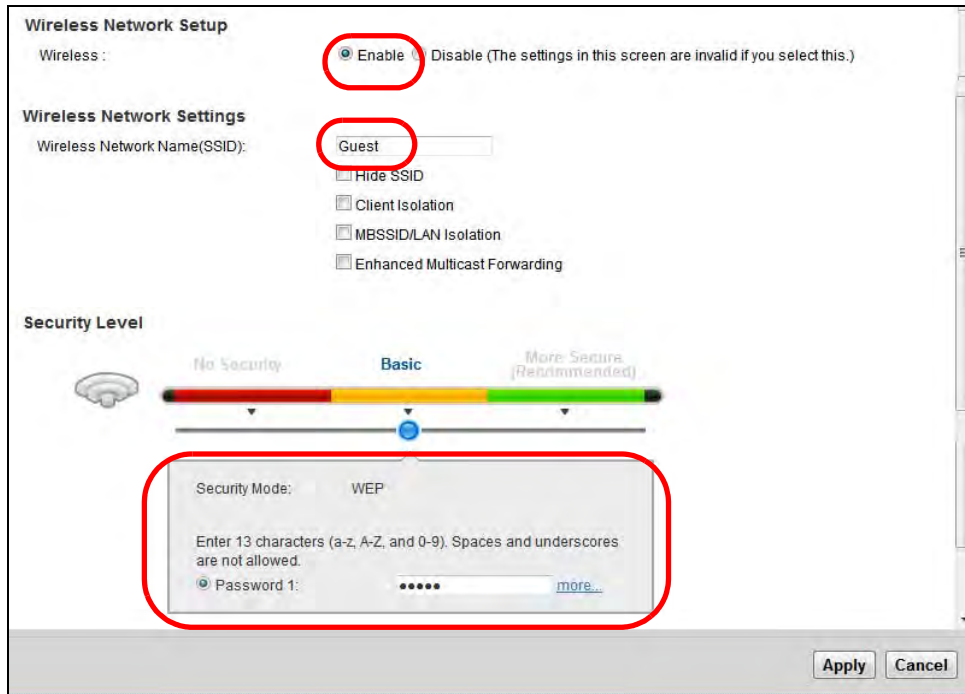 Wireless Network Setup
Wireless : Enable Disable (The settings in this screen are invalid if you select this.)
Wireless Network Settings
Wireless Network Name(SSID): Guest
Hide SSID
Client Isolation
MBSSID/LAN Isolation
Enhanced Multicast Forwarding
Security Level
No Security Basic More Secure
(Recommended)
Security Mode: WEP
Enter 13 characters (a-z, A-Z, and 0-9). Spaces and underscores
are not allowed.
Password 1: ••••• more...
Apply Cancel